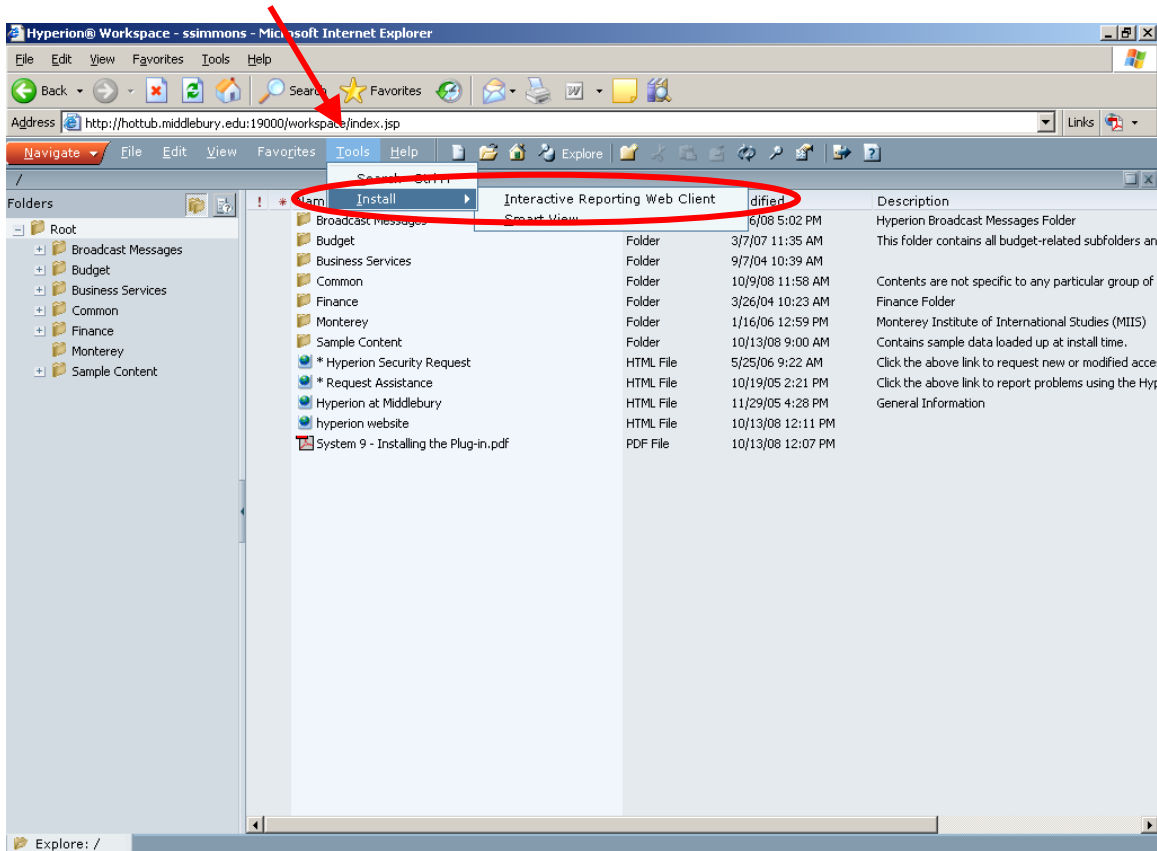 Hyperion® Workspace - ssimmons - Microsoft Internet Explorer
File Edit View Favorites Tools Help
Back Search Favorites
Address http://hottub.middlebury.edu:19000/workspace/index.jsp Links
Navigate File Edit View Favorites Tools Help Explore
/
Search Ctrl
Folders
! * Nam Install Interactive Reporting Web Client dified Description
Smart View
Root
Broadcast Messages
Budget
Business Services
Common
Finance
Monterey
Sample Content
Broadcast Messages 6/08 5:02 PM Hyperion Broadcast Messages Folder
Budget Folder 3/7/07 11:35 AM This folder contains all budget-related subfolders an
Business Services Folder 9/7/04 10:39 AM
Common Folder 10/9/08 11:58 AM Contents are not specific to any particular group of
Finance Folder 3/26/04 10:23 AM Finance Folder
Monterey Folder 1/16/06 12:59 PM Monterey Institute of International Studies (MIIS)
Sample Content Folder 10/13/08 9:00 AM Contains sample data loaded up at install time.
* Hyperion Security Request HTML File 5/25/06 9:22 AM Click the above link to request new or modified acce
* Request Assistance HTML File 10/19/05 2:21 PM Click the above link to report problems using the Hyp
Hyperion at Middlebury HTML File 11/29/05 4:28 PM General Information
hyperion website HTML File 10/13/08 12:11 PM
System 9 - Installing the Plug-in.pdf PDF File 10/13/08 12:07 PM
Explore: /